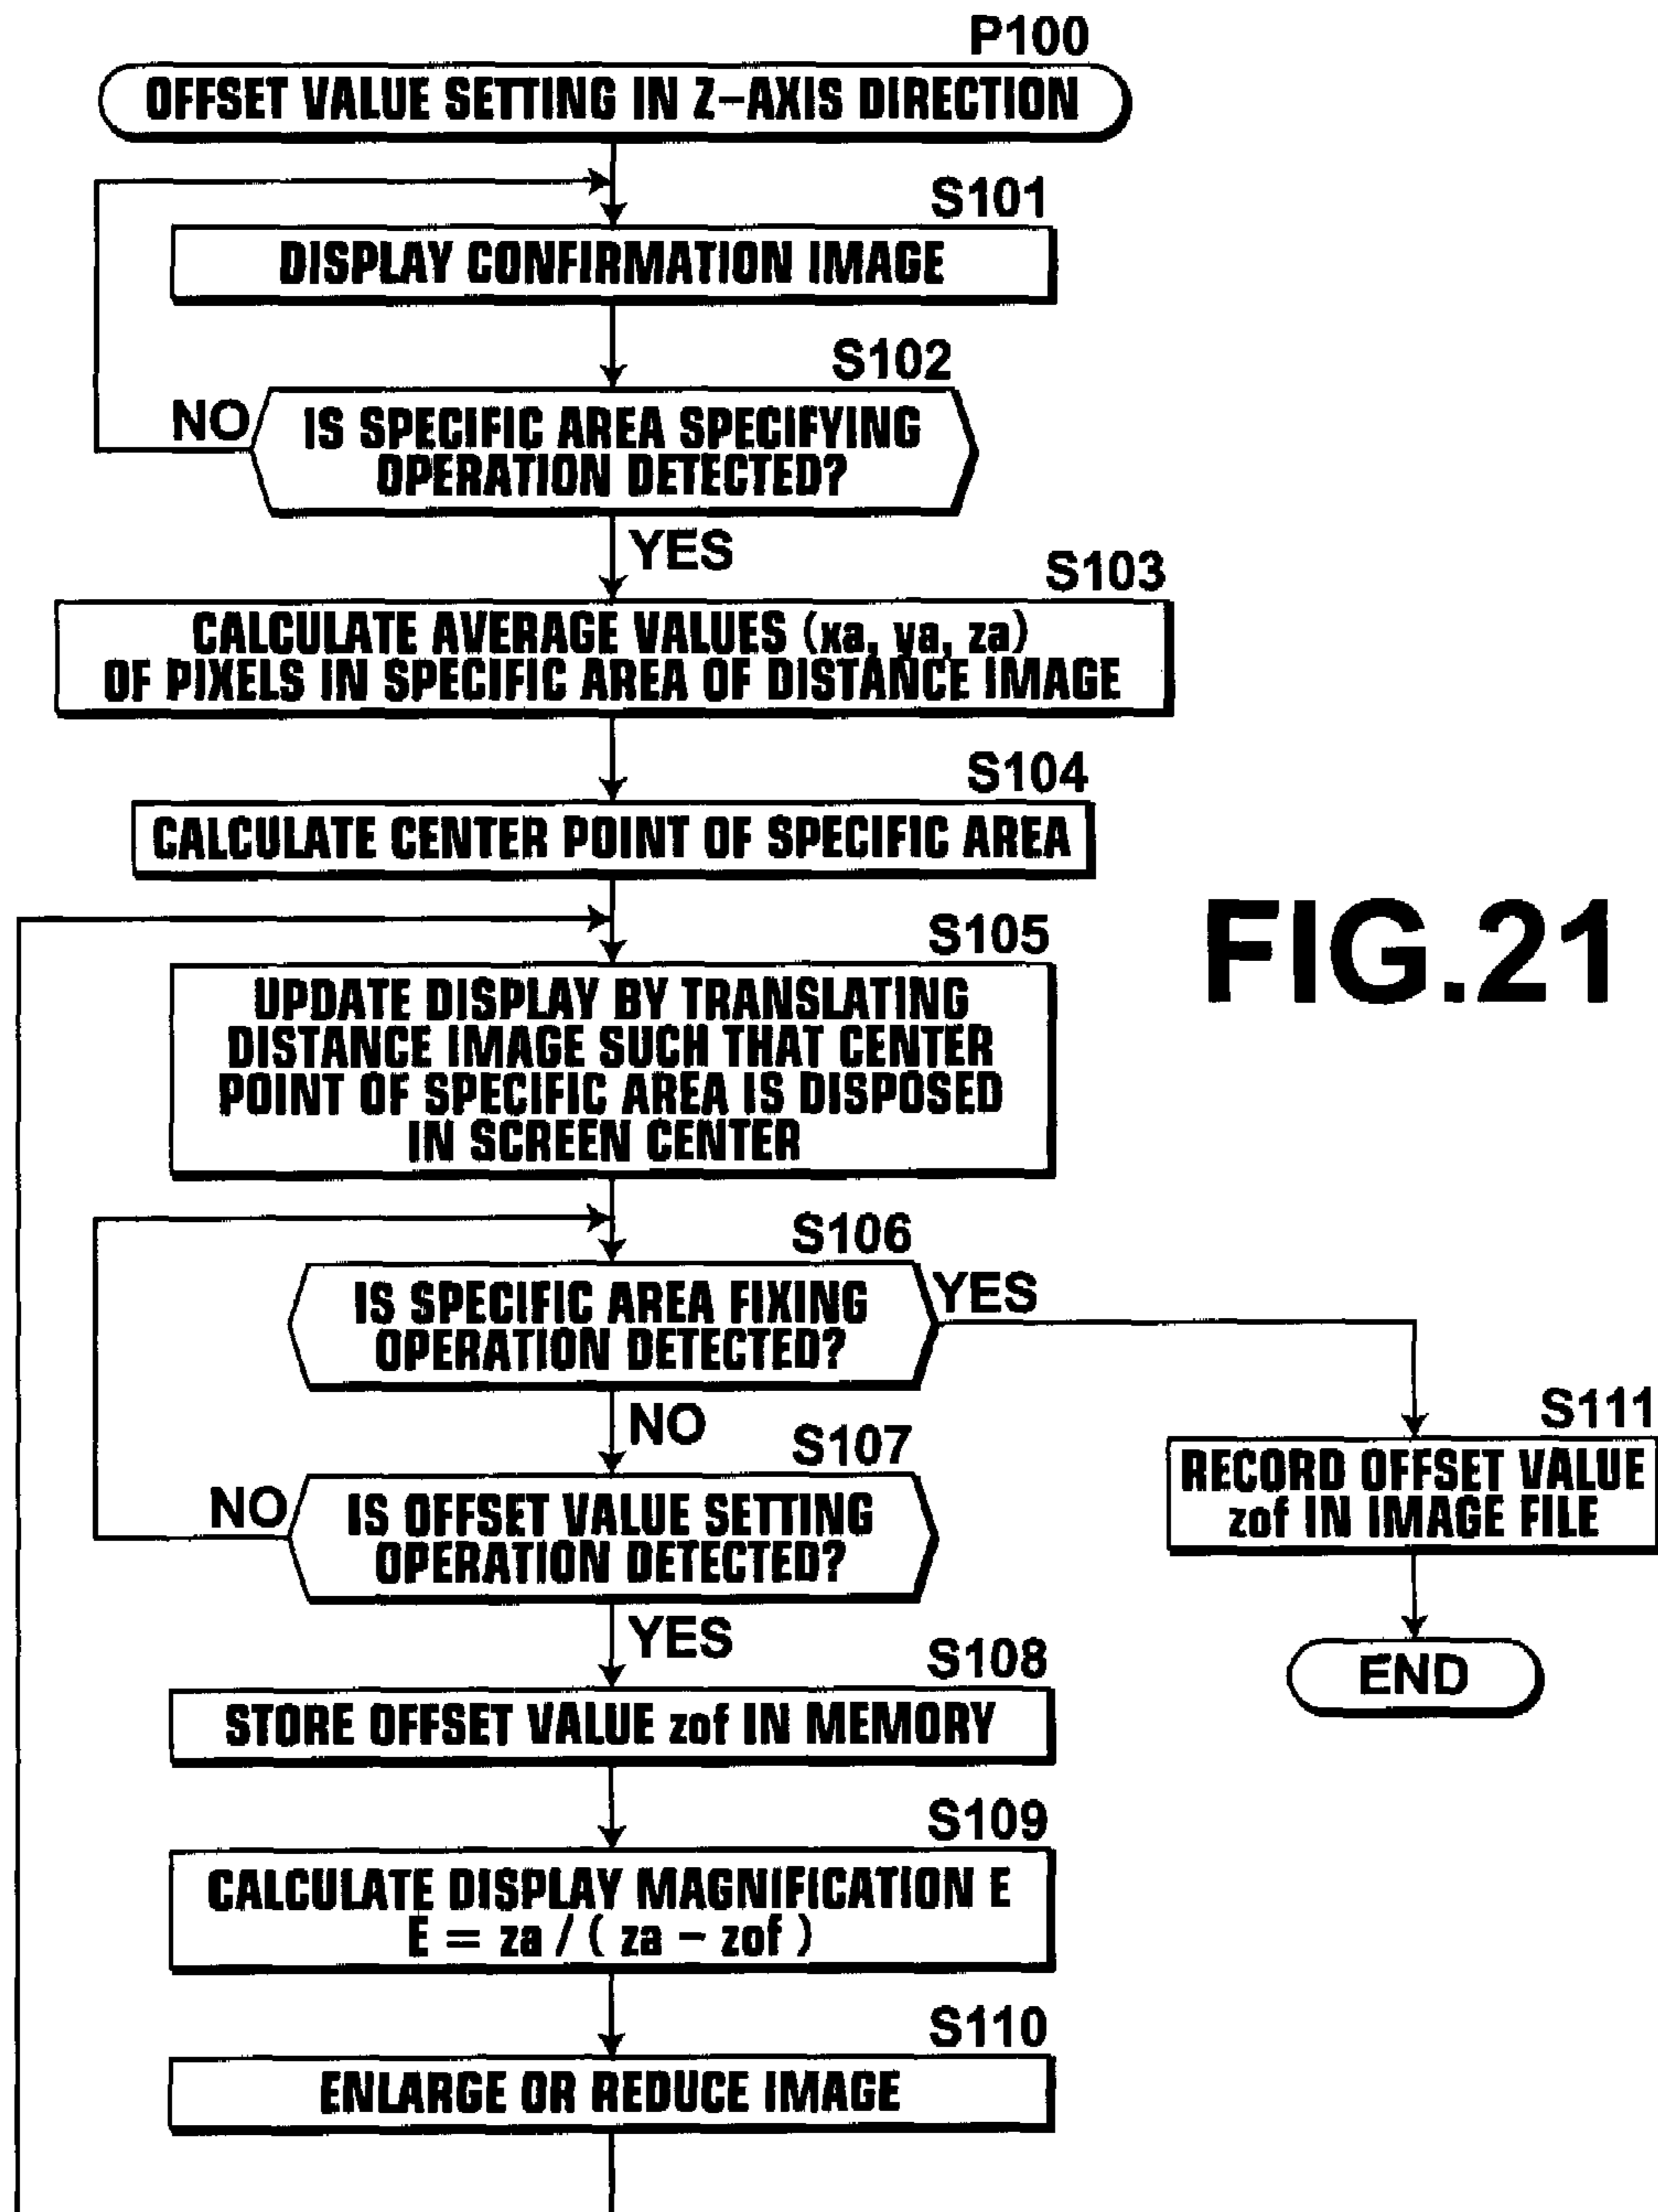 P100
OFFSET VALUE SETTING IN Z-AXIS DIRECTION
S101
DISPLAY CONFIRMATION IMAGE
S102
NO
IS SPECIFIC AREA SPECIFYING
OPERATION DETECTED?
YES
S103
CALCULATE AVERAGE VALUES (xa, ya, za)
OF PIXELS IN SPECIFIC AREA OF DISTANCE IMAGE
S104
CALCULATE CENTER POINT OF SPECIFIC AREA
FIG.21
S105
UPDATE DISPLAY BY TRANSLATING
DISTANCE IMAGE SUCH THAT CENTER
POINT OF SPECIFIC AREA IS DISPOSED
IN SCREEN CENTER
S106
IS SPECIFIC AREA FIXING
OPERATION DETECTED?
YES
NO
S111
RECORD OFFSET VALUE
zof IN IMAGE FILE
END
S107
NO
IS OFFSET VALUE SETTING
OPERATION DETECTED?
YES
S108
STORE OFFSET VALUE zof IN MEMORY
S109
CALCULATE DISPLAY MAGNIFICATION E
E = za / ( za - zof )
S110
ENLARGE OR REDUCE IMAGE